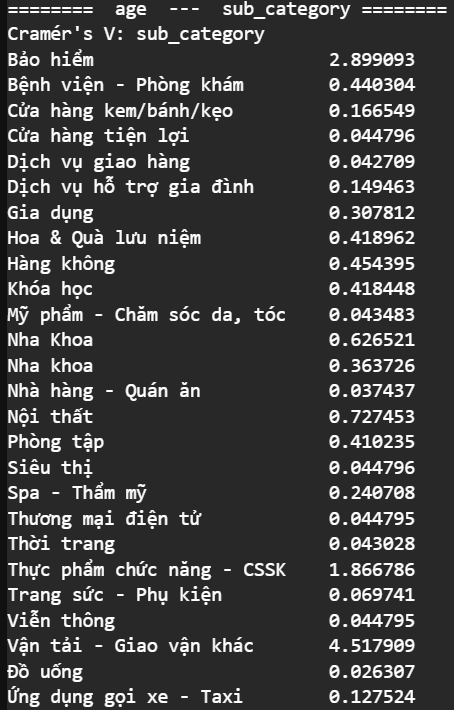 ======== age --- sub_category ========
Cramér's V: sub_category
Bảo hiểm 2.899093
Bệnh viện - Phòng khám 0.440304
Cửa hàng kem/bánh/kẹo 0.166549
Cửa hàng tiện lợi 0.044796
Dịch vụ giao hàng 0.042709
Dịch vụ hỗ trợ gia đình 0.149463
Gia dụng 0.307812
Hoa & Quà lưu niệm 0.418962
Hàng không 0.454395
Khóa học 0.418448
Mỹ phẩm - Chăm sóc da, tóc 0.043483
Nha Khoa 0.626521
Nha khoa 0.363726
Nhà hàng - Quán ăn 0.037437
Nội thất 0.727453
Phòng tập 0.410235
Siêu thị 0.044796
Spa - Thẩm mỹ 0.240708
Thương mại điện tử 0.044795
Thời trang 0.043028
Thực phẩm chức năng - CSSK 1.866786
Trang sức - Phụ kiện 0.069741
Viễn thông 0.044795
Vận tải - Giao vận khác 4.517909
Đồ uống 0.026307
Ứng dụng gọi xe - Taxi 0.127524